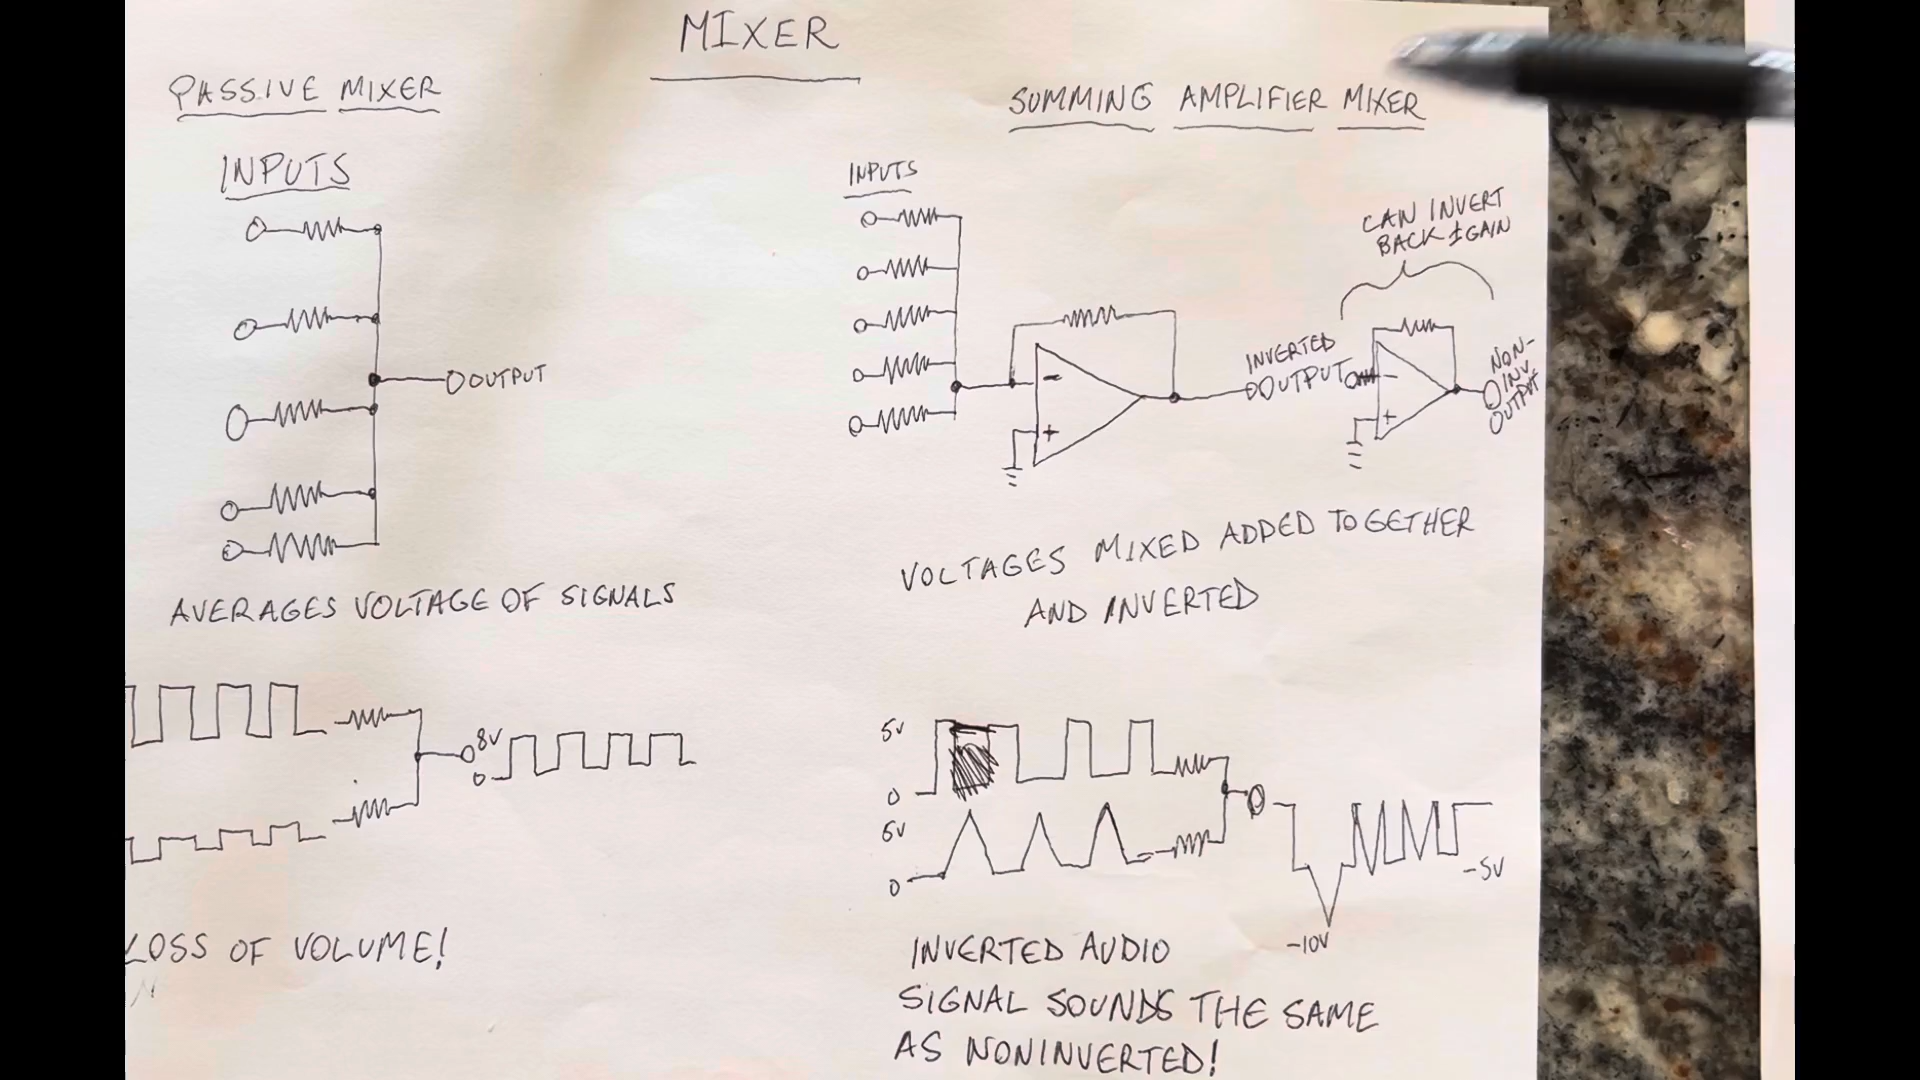 MIXER
PASSIVE MIXER
INPUTS
OUTPUT
AVERAGES VOLTAGE OF SIGNALS
8V
0
LOSS OF VOLUME!
SUMMING AMPLIFIER MIXER
INPUTS
CAN INVERT
BACK AGAIN
-
+
INVERTED
OUTPUT
-
+
NON-
INV
OUTPUT
VOLTAGES MIXED ADDED TOGETHER
AND INVERTED
5V
0
5V
0
-5V
-10V
INVERTED AUDIO
SIGNAL SOUNDS THE SAME
AS NONINVERTED!